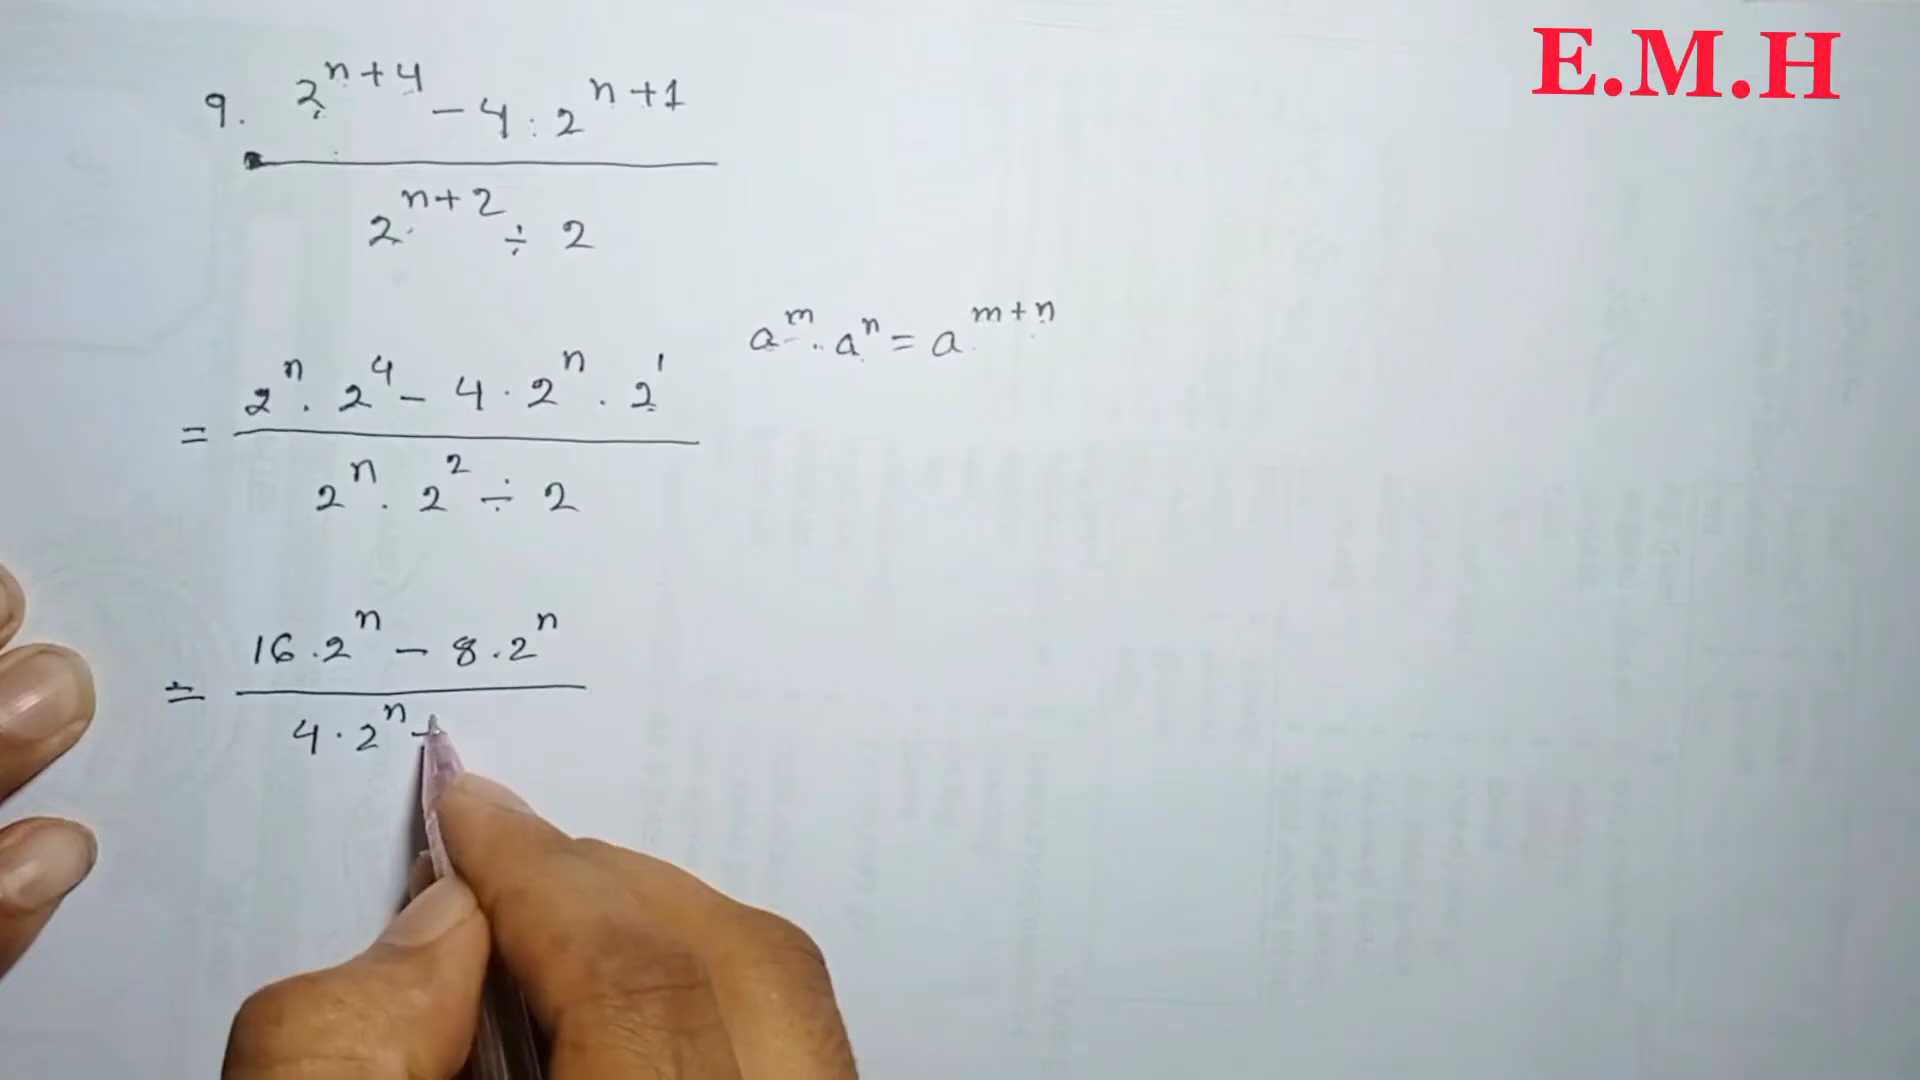 E.M.H
9. 2^{n+4} - 4 . 2^{n+1}
2^{n+2} ÷ 2
a^m . a^n = a^{m+n}
= 2^n . 2^4 - 4 . 2^n . 2^1
2^n . 2^2 ÷ 2
= 16 . 2^n - 8 . 2^n
4 . 2^n